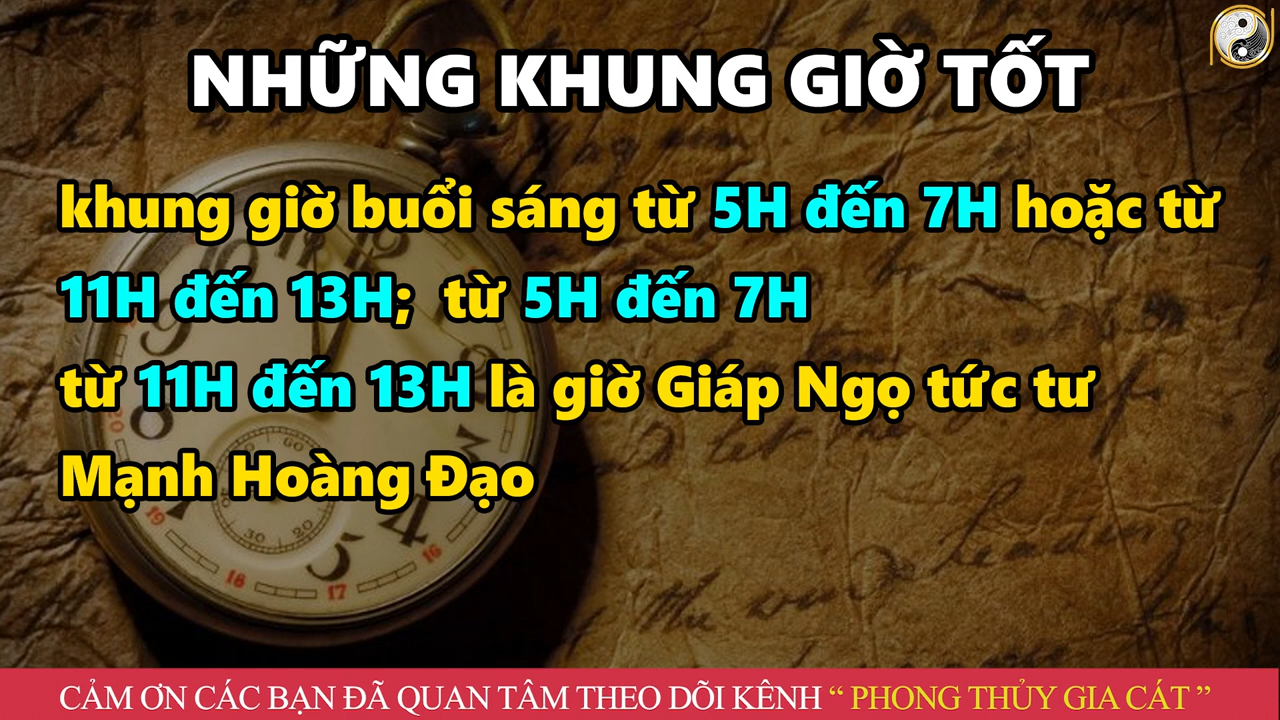 NHỮNG KHUNG GIỜ TỐT
khung giờ buổi sáng từ 5H đến 7H hoặc từ
11H đến 13H; từ 5H đến 7H
từ 11H đến 13H là giờ Giáp Ngọ tức tư
Mạnh Hoàng Đạo
CẢM ƠN CÁC BẠN ĐÃ QUAN TÂM THEO DÕI KÊNH “ PHONG THỦY GIA CÁT ”